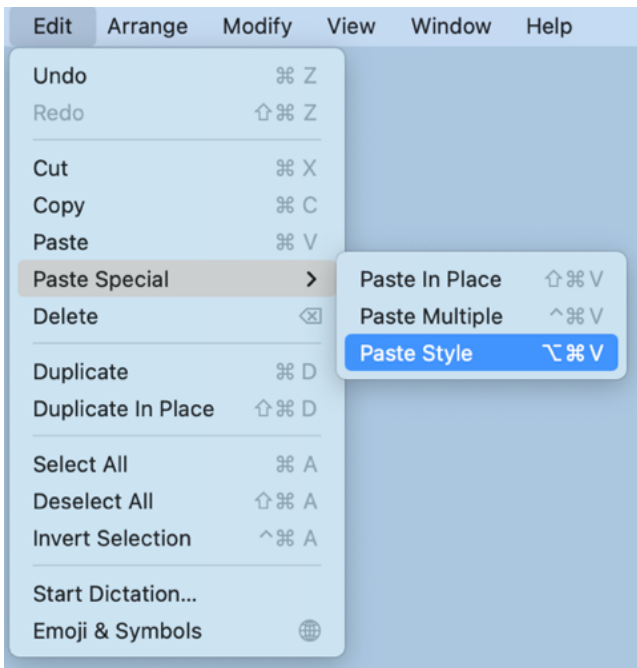 Edit Arrange Modify View Window Help
Undo ⌘ Z
Redo ⇧⌘ Z
Cut ⌘ X
Copy ⌘ C
Paste ⌘ V
Paste Special >
Paste In Place ⇧⌘ V
Paste Multiple ^⌘ V
Paste Style ⌥⌘ V
Delete ⌫
Duplicate ⌘ D
Duplicate In Place ⇧⌘ D
Select All ⌘ A
Deselect All ⇧⌘ A
Invert Selection ^⌘ A
Start Dictation...
Emoji & Symbols